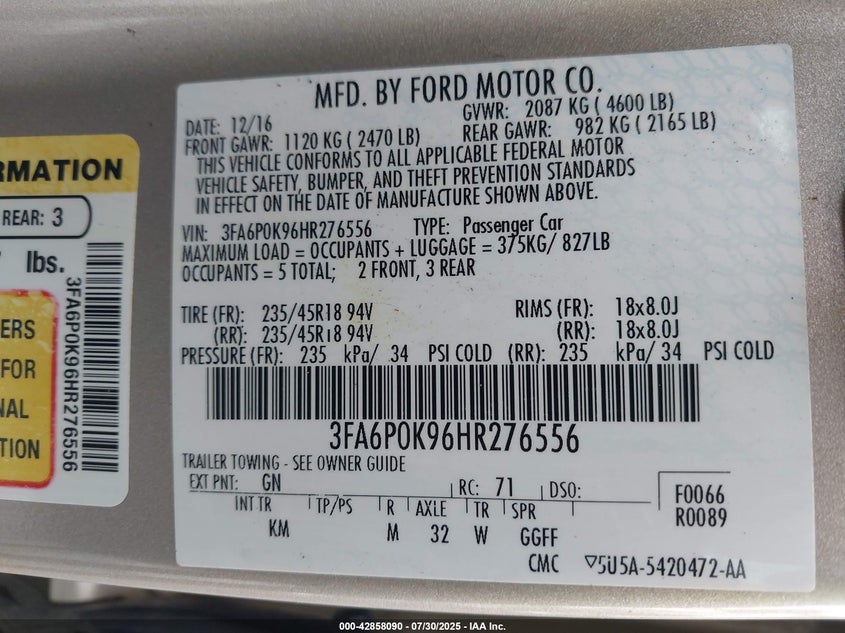 RMATION
REAR: 3
lbs.
ERS
FOR
NAL
TION
3FA6P0K96HR276556
MFD. BY FORD MOTOR CO.
DATE: 12/16 GVWR: 2087 KG ( 4600 LB)
FRONT GAWR: 1120 KG ( 2470 LB) REAR GAWR: 982 KG ( 2165 LB)
THIS VEHICLE CONFORMS TO ALL APPLICABLE FEDERAL MOTOR
VEHICLE SAFETY, BUMPER, AND THEFT PREVENTION STANDARDS
IN EFFECT ON THE DATE OF MANUFACTURE SHOWN ABOVE.
VIN: 3FA6P0K96HR276556 TYPE: Passenger Car
MAXIMUM LOAD = OCCUPANTS + LUGGAGE = 375KG/ 827LB
OCCUPANTS = 5 TOTAL; 2 FRONT, 3 REAR
TIRE (FR): 235/45R18 94V RIMS (FR): 18x8.0J
(RR): 235/45R18 94V (RR): 18x8.0J
PRESSURE (FR): 235 kPa/ 34 PSI COLD (RR): 235 kPa/ 34 PSI COLD
3FA6P0K96HR276556
TRAILER TOWING - SEE OWNER GUIDE
EXT PNT: GN RC: 71 DSO:
INT TR TP/PS R AXLE TR SPR
KM M 32 W GGFF
F0066
R0089
CMC ▽5U5A-5420472-AA
000-42858090 | 07/30/2025 - IAA Inc.